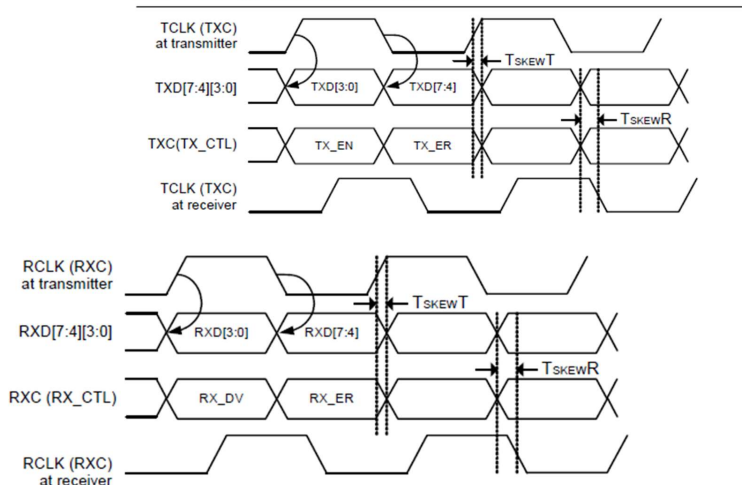 TCLK (TXC)
at transmitter
TSKEWT
TXD[7:4][3:0]
TXD[3:0]
TXD[7:4]
TSKEWR
TXC(TX_CTL)
TX_EN
TX_ER
TCLK (TXC)
at receiver
RCLK (RXC)
at transmitter
TSKEWT
RXD[7:4][3:0]
RXD[3:0]
RXD[7:4]
TSKEWR
RXC (RX_CTL)
RX_DV
RX_ER
RCLK (RXC)
at receiver